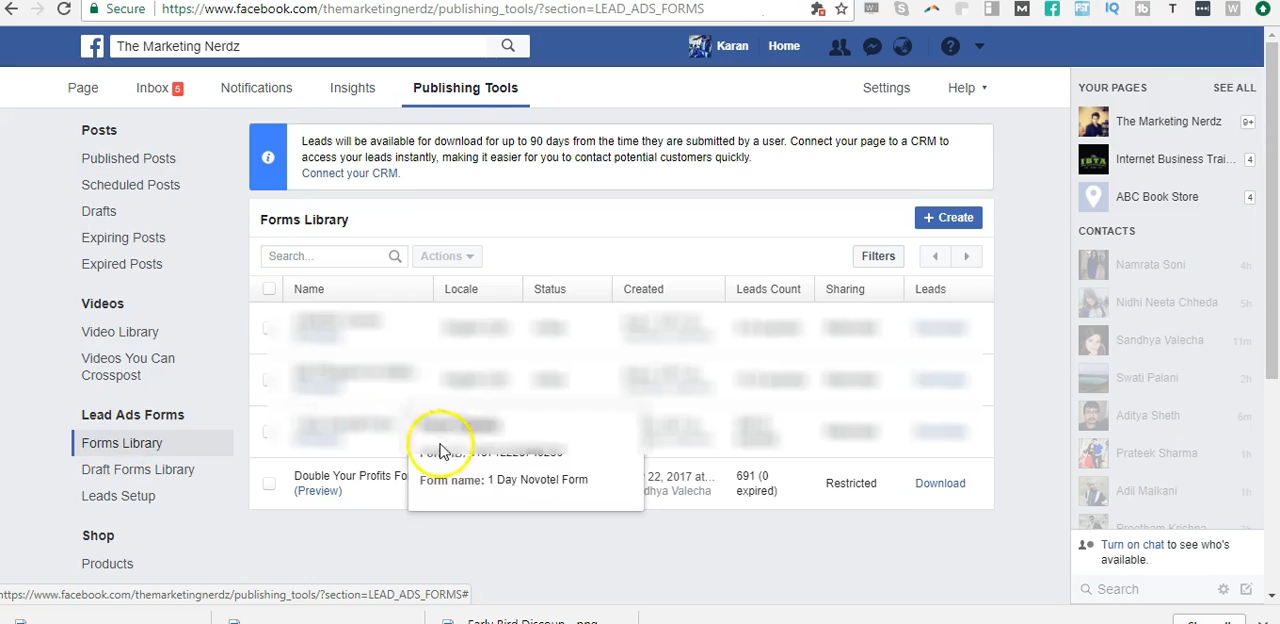 Secure
https://www.facebook.com/themarketingnerdz/publishing_tools/?section=LEAD_ADS_FORMS
The Marketing Nerdz
Karan
Home
Page
Inbox 5
Notifications
Insights
Publishing Tools
Settings
Help
Posts
Published Posts
Scheduled Posts
Drafts
Expiring Posts
Expired Posts
Videos
Video Library
Videos You Can
Crosspost
Lead Ads Forms
Forms Library
Draft Forms Library
Leads Setup
Shop
Products
Leads will be available for download for up to 90 days from the time they are submitted by a user. Connect your page to a CRM to
access your leads instantly, making it easier for you to contact potential customers quickly.
Connect your CRM.
Forms Library
+ Create
Search...
Actions
Filters
Name Locale Status Created Leads Count Sharing Leads
Form name: 1 Day Novotel Form
Double Your Profits Fo
(Preview)
22, 2017 at...
dhya Valecha
691 (0
expired)
Restricted
Download
YOUR PAGES SEE ALL
The Marketing Nerdz 9+
Internet Business Trai... 4
ABC Book Store 4
CONTACTS
Namrata Soni 4h
Nidhi Neeta Chheda 5h
Sandhya Valecha 11m
Swati Palani 2h
Aditya Sheth 6m
Prateek Sharma
Adil Malkani
Preetham Krishna
Turn on chat to see who's
available.
Search
https://www.facebook.com/themarketingnerdz/publishing_tools/?section=LEAD_ADS_FORMS#